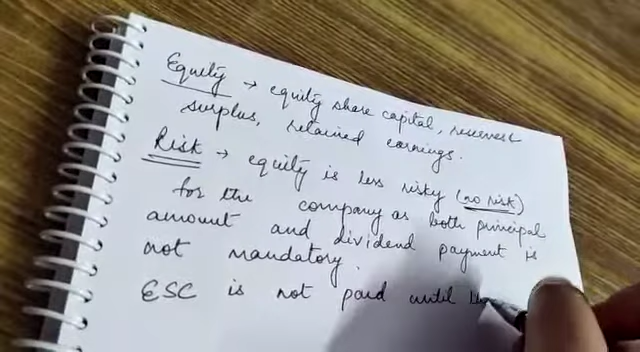 Equity → equity share capital, reserves &
surplus, retained earnings.
Risk → equity is less risky (no risk)
for the company as both principal
amount and dividend payment is
not mandatory.
ESC is not paid until